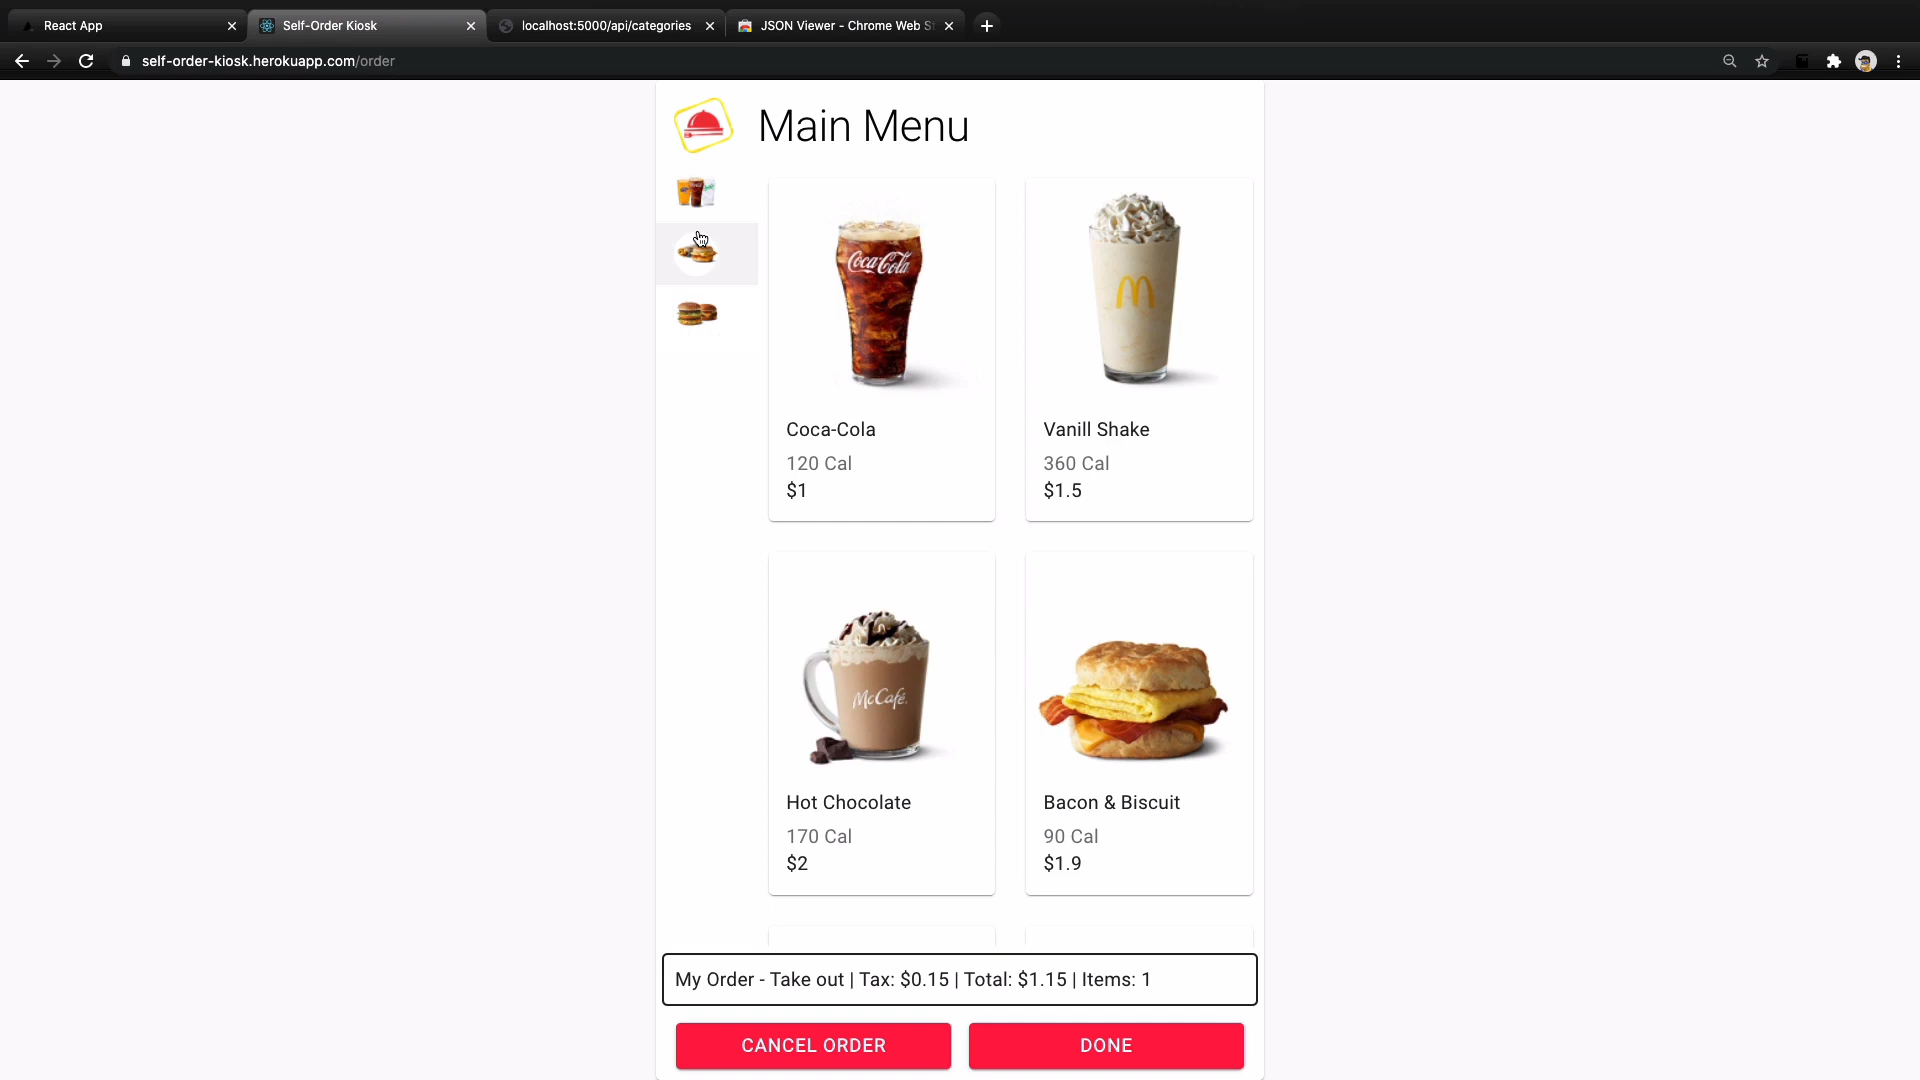 React App
Self-Order Kiosk
localhost:5000/api/categories
JSON Viewer - Chrome Web S
self-order-kiosk.herokuapp.com/order
Main Menu
Coca-Cola
M
Coca-Cola
120 Cal
$1
Vanill Shake
360 Cal
$1.5
McCafé.
Hot Chocolate
170 Cal
$2
Bacon & Biscuit
90 Cal
$1.9
My Order - Take out | Tax: $0.15 | Total: $1.15 | Items: 1
CANCEL ORDER
DONE